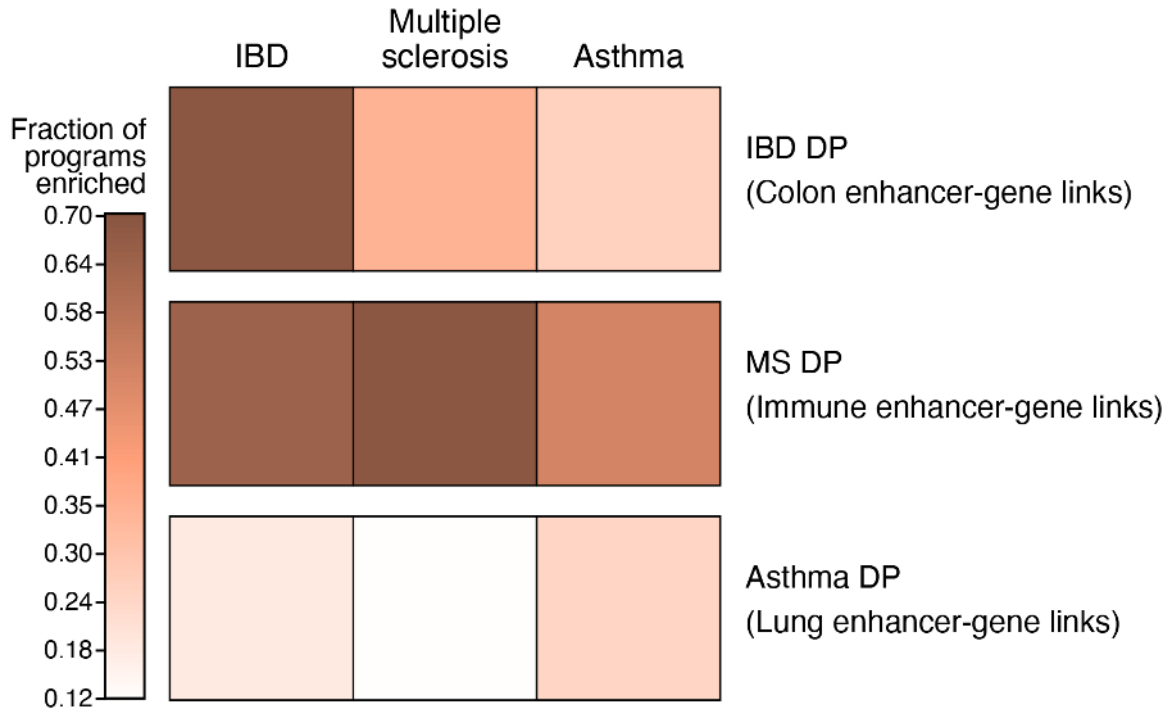 IBD
Multiple
sclerosis
Asthma
Fraction of
programs
enriched
0.70
0.64
0.58
0.53
0.47
0.41
0.35
0.30
0.24
0.18
0.12
IBD DP
(Colon enhancer-gene links)
MS DP
(Immune enhancer-gene links)
Asthma DP
(Lung enhancer-gene links)